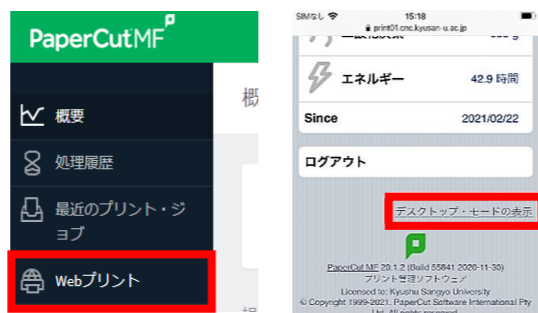 PaperCutMF
概要
処理履歴
最近のプリント・ジ
ョブ
Webプリント
SIMなし 15:18
print01.cnc.kyusan-u.ac.jp
エネルギー 42.9 時間
Since 2021/02/22
ログアウト
デスクトップ・モードの表示
PaperCut MF 20.1.2 (Build 55841 2020-11-30)
プリント管理ソフトウェア
Licensed to: Kyushu Sangyo University
© Copyright 1999-2021. PaperCut Software International Pty
Ltd. All rights reserved.